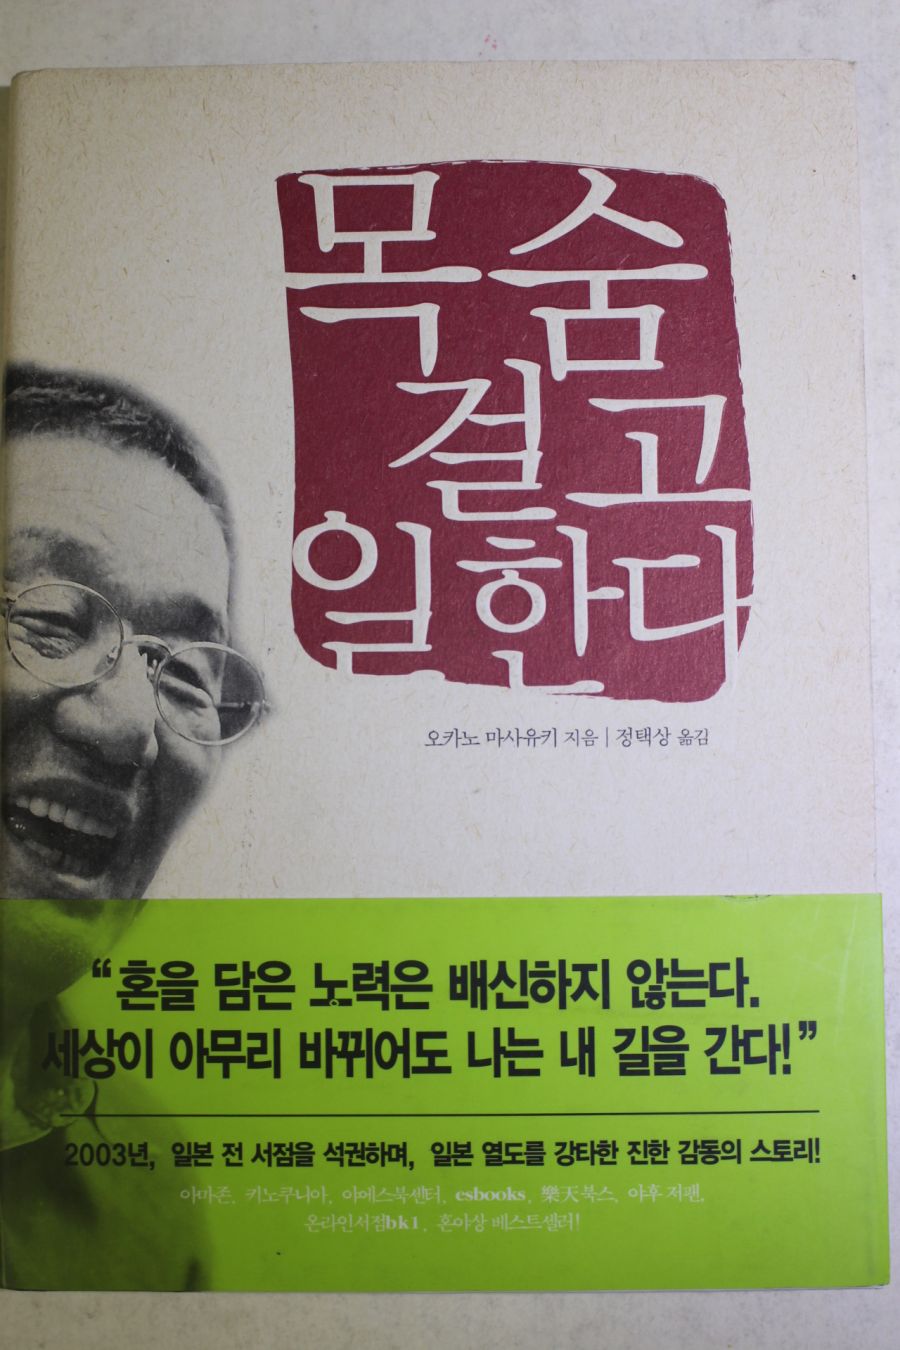 목숨
걸고
일한다
오카노 마사유키 지음 | 정택상 옮김
“혼을 담은 노력은 배신하지 않는다.
세상이 아무리 바뀌어도 나는 내 길을 간다!”
2003년, 일본 전 서점을 석권하며, 일본 열도를 강타한 진한 감동의 스토리!
아마존, 키노쿠니야, 야에스북센터, esbooks, 樂天북스, 야후 저팬,
온라인서점bk1, 혼야상 베스트셀러!